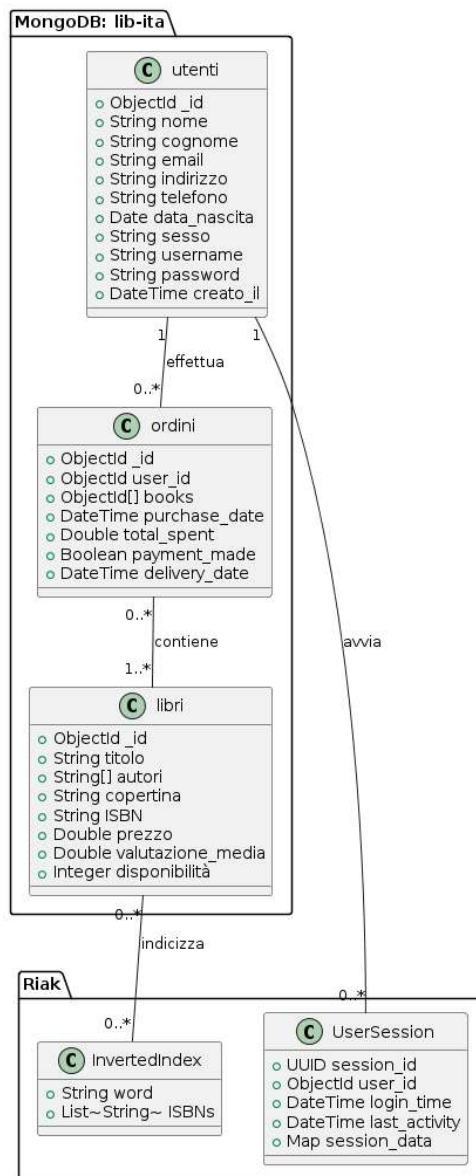 MongoDB: lib-ita
C utenti
ObjectId _id
String nome
String cognome
String email
String indirizzo
String telefono
Date data_nascita
String sesso
String username
String password
DateTime creato_il
1
1
effettua
0..*
C ordini
ObjectId _id
ObjectId user_id
ObjectId[] books
DateTime purchase_date
Double total_spent
Boolean payment_made
DateTime delivery_date
0..*
contiene
avvia
1..*
C libri
ObjectId _id
String titolo
String[] autori
String copertina
String ISBN
Double prezzo
Double valutazione_media
Integer disponibilità
0..*
indicizza
Riak
0..*
0..*
C InvertedIndex
String word
List~String~ ISBNs
C UserSession
UUID session_id
ObjectId user_id
DateTime login_time
DateTime last_activity
Map session_data